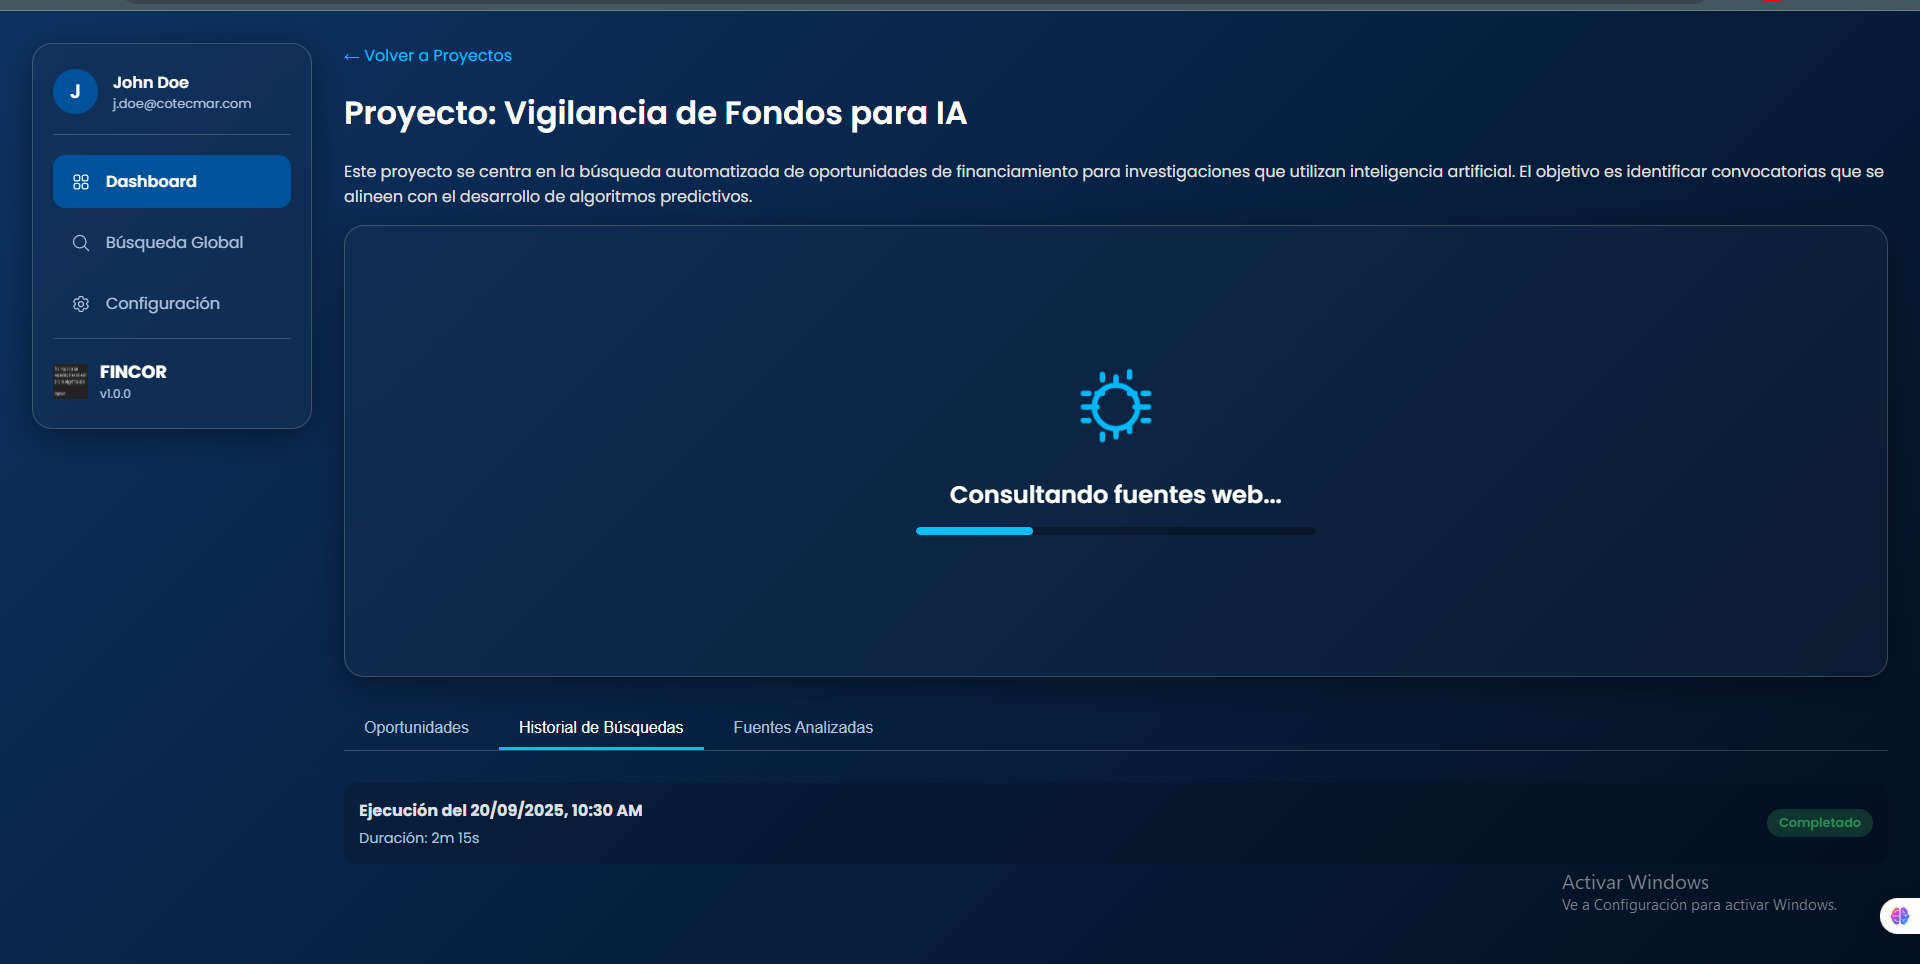 J
John Doe
j.doe@cotecmar.com
Dashboard
Búsqueda Global
Configuración
FINCOR
v1.0.0
← Volver a Proyectos
Proyecto: Vigilancia de Fondos para IA
Este proyecto se centra en la búsqueda automatizada de oportunidades de financiamiento para investigaciones que utilizan inteligencia artificial. El objetivo es identificar convocatorias que se
alineen con el desarrollo de algoritmos predictivos.
Consultando fuentes web...
Oportunidades
Historial de Búsquedas
Fuentes Analizadas
Ejecución del 20/09/2025, 10:30 AM
Duración: 2m 15s
Completado
Activar Windows
Ve a Configuración para activar Windows.